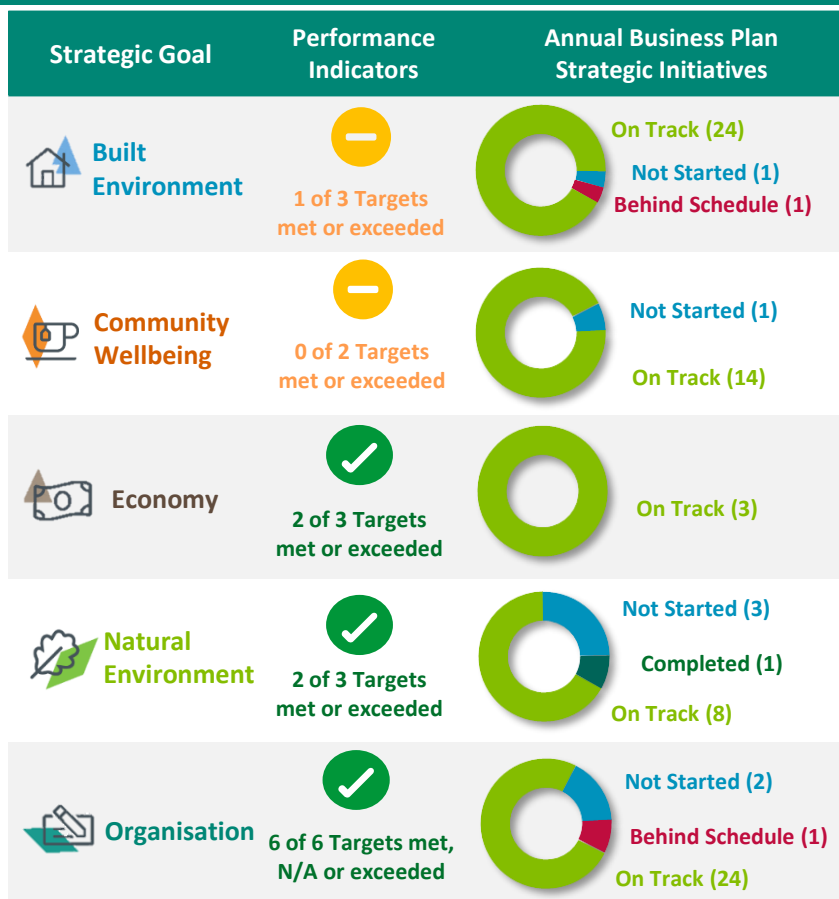 Strategic Goal
Performance
Indicators
Annual Business Plan
Strategic Initiatives
Built
Environment
1 of 3 Targets
met or exceeded
On Track (24)
Not Started (1)
Behind Schedule (1)
Community
Wellbeing
0 of 2 Targets
met or exceeded
Not Started (1)
On Track (14)
Economy
2 of 3 Targets
met or exceeded
On Track (3)
Natural
Environment
2 of 3 Targets
met or exceeded
Not Started (3)
Completed (1)
On Track (8)
Organisation
6 of 6 Targets met,
N/A or exceeded
Not Started (2)
Behind Schedule (1)
On Track (24)